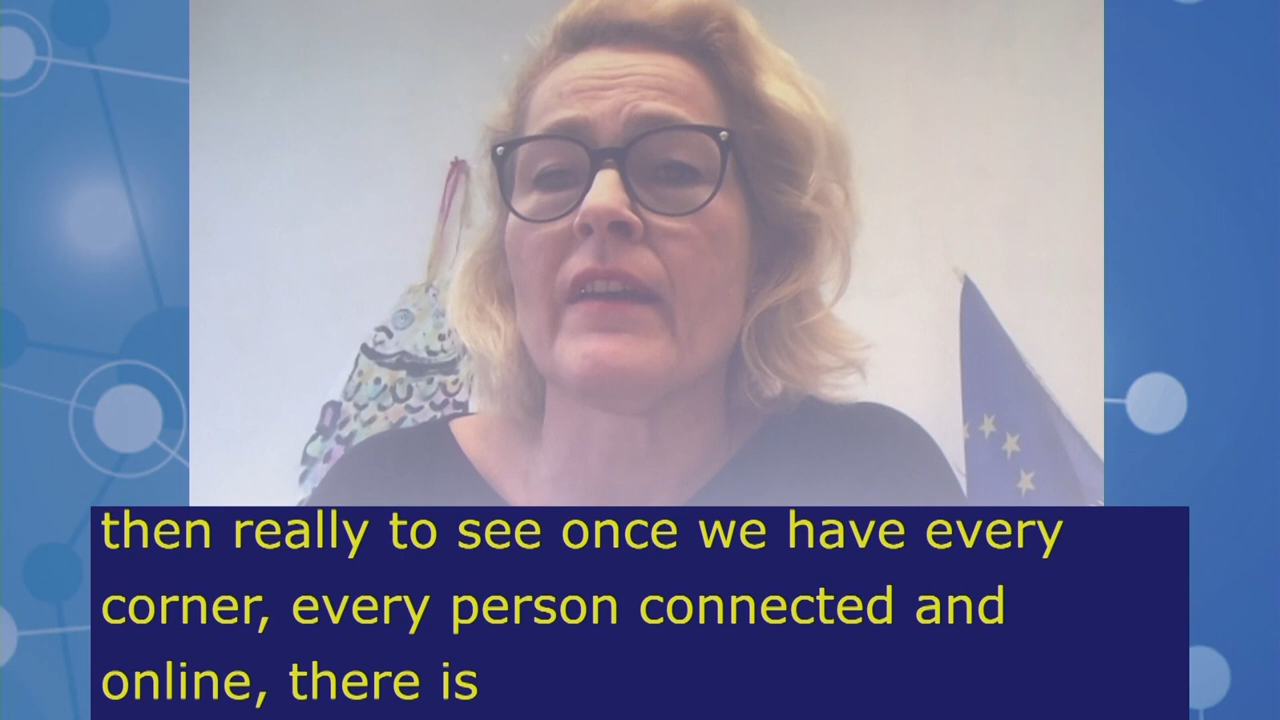 then really to see once we have every
corner, every person connected and
online, there is